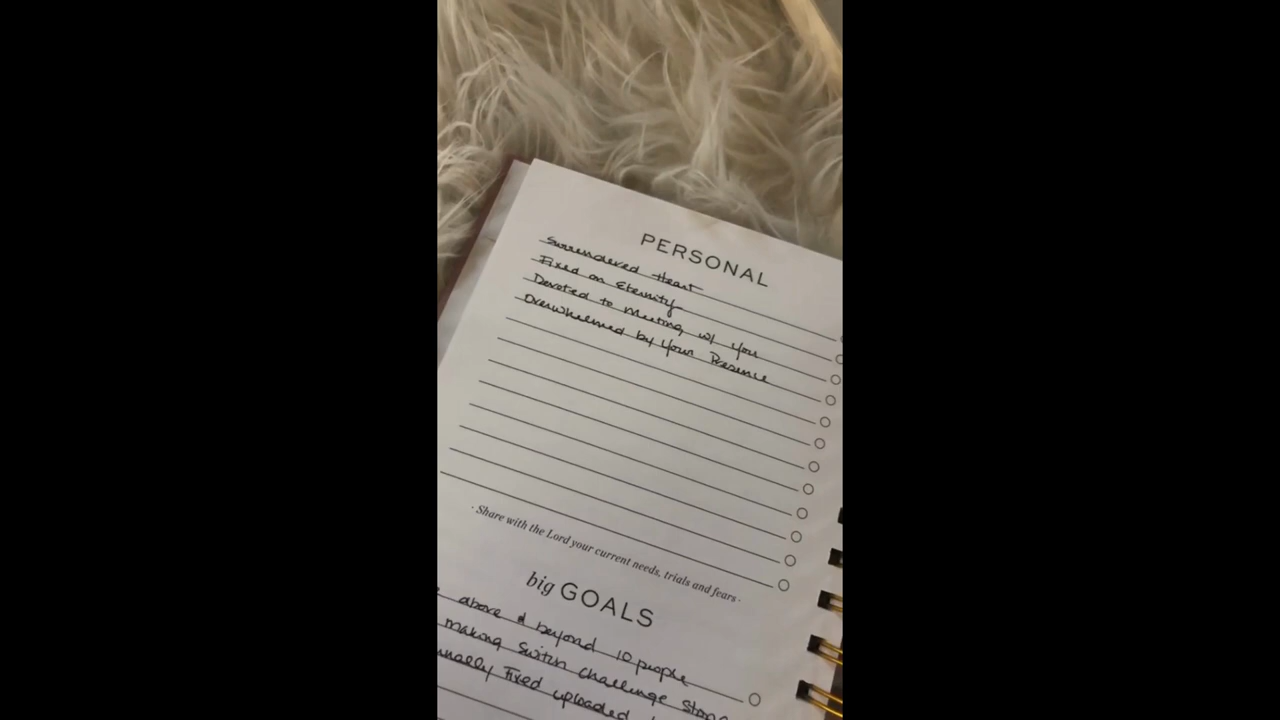 PERSONAL
Surrendered Heart
Fixed on Eternity
Devoted to Meeting w/ You
Overwhelmed by Your Presence
- Share with the Lord your current needs, trials and fears -
big GOALS
above & beyond 10 people
making Switch challenge
Fixed uploaded